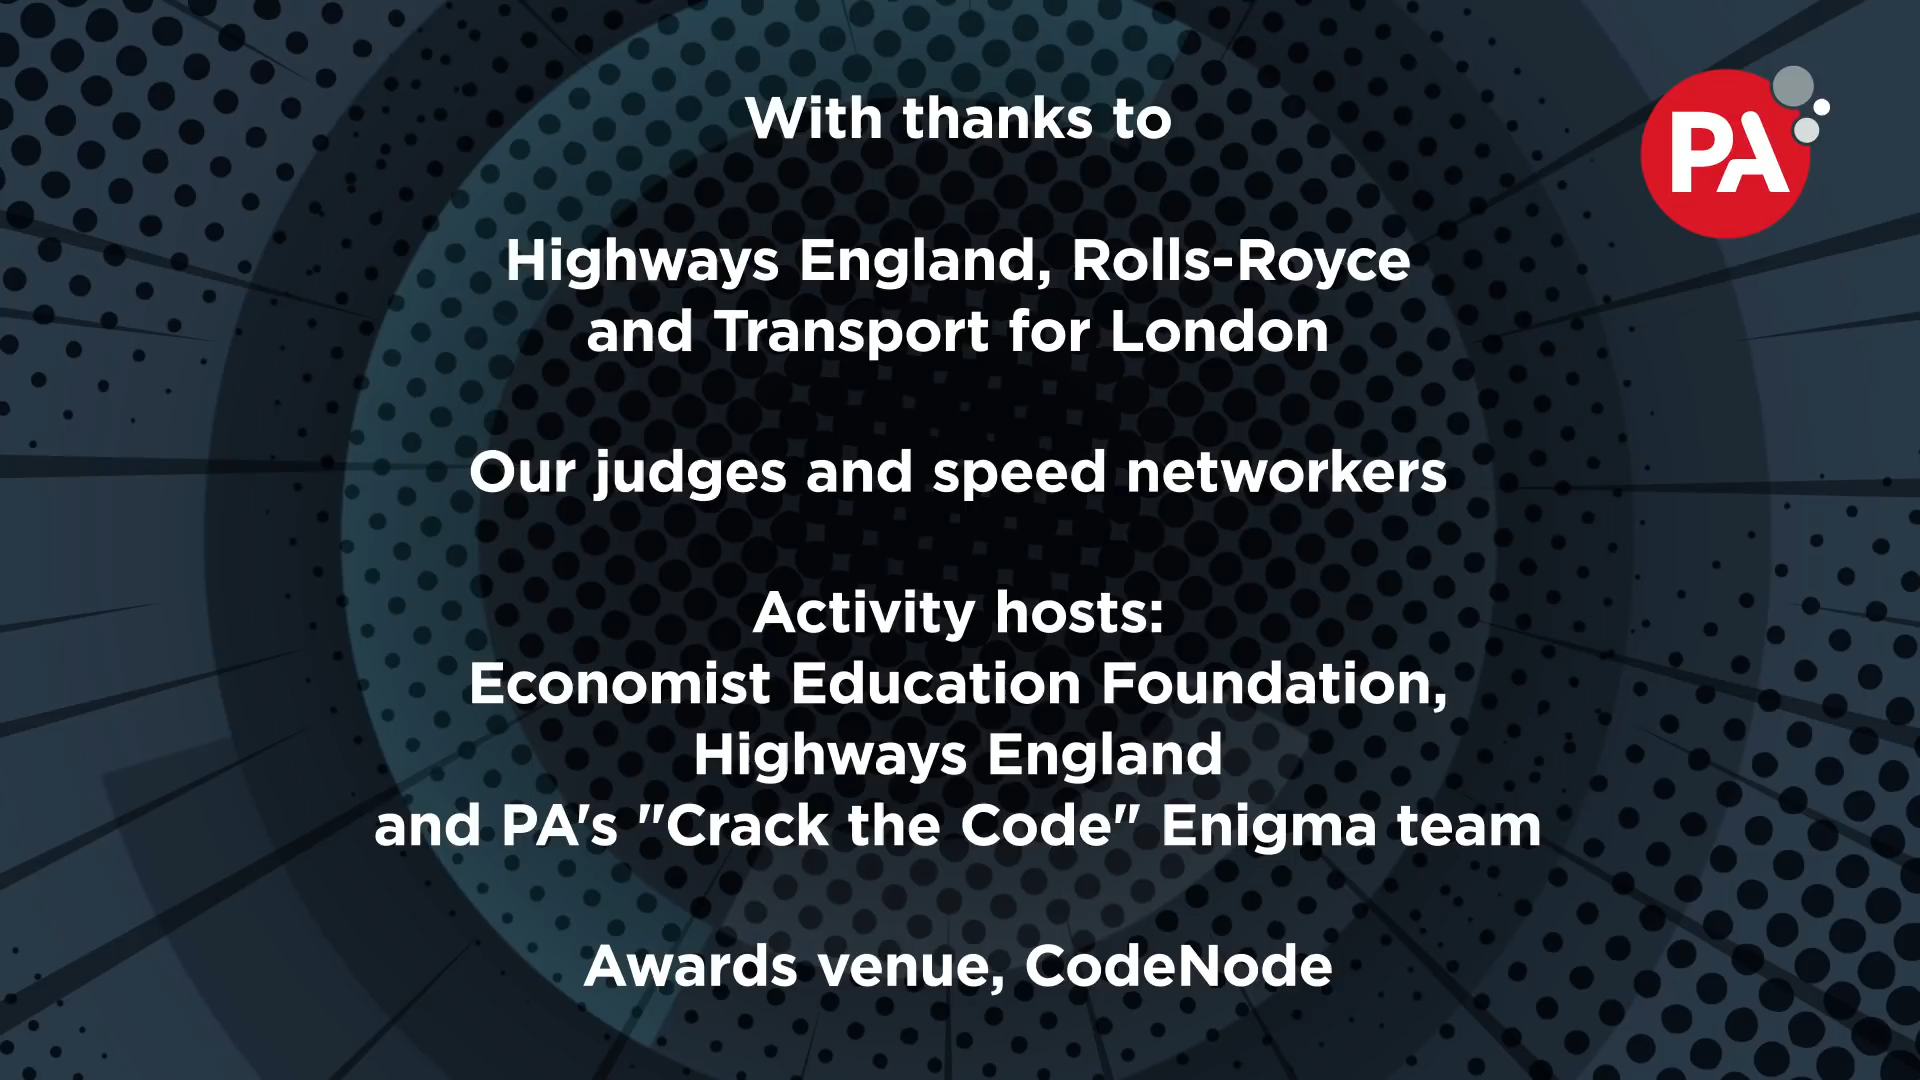 With thanks to
PA
Highways England, Rolls-Royce
and Transport for London
Our judges and speed networkers
Activity hosts:
Economist Education Foundation,
Highways England
and PA's "Crack the Code" Enigma team
Awards venue, CodeNode